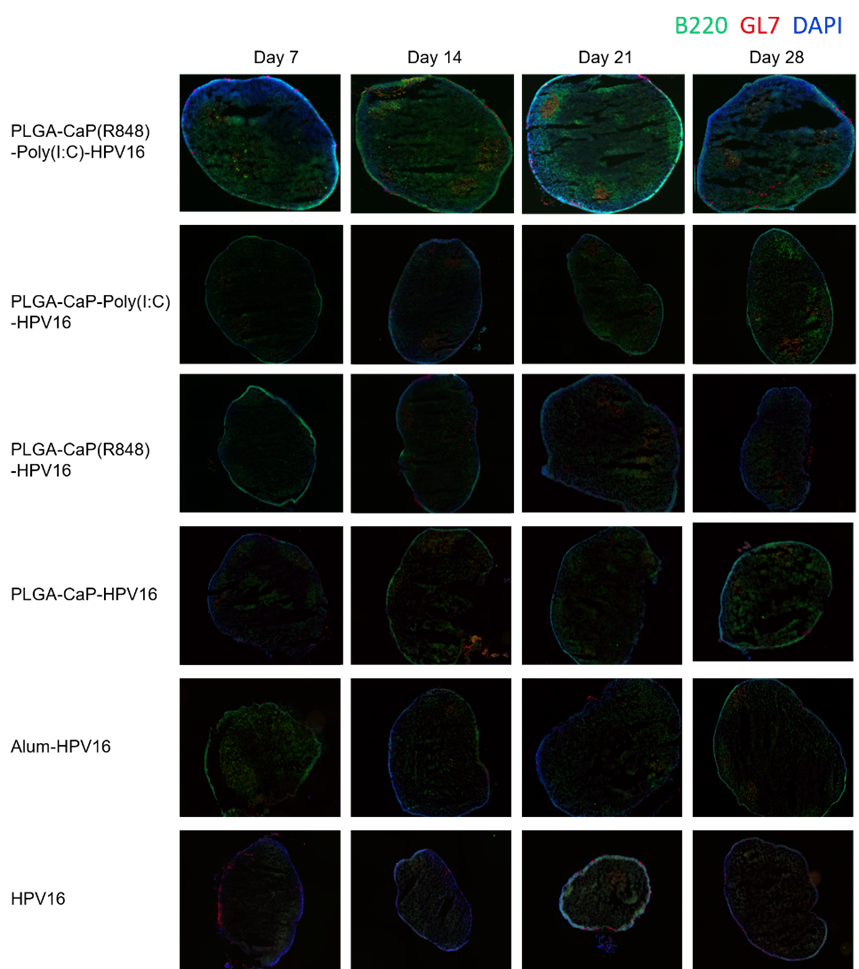 B220 GL7 DAPI
Day 7 Day 14 Day 21 Day 28
PLGA-CaP(R848)
-Poly(I:C)-HPV16
PLGA-CaP-Poly(I:C)
-HPV16
PLGA-CaP(R848)
-HPV16
PLGA-CaP-HPV16
Alum-HPV16
HPV16